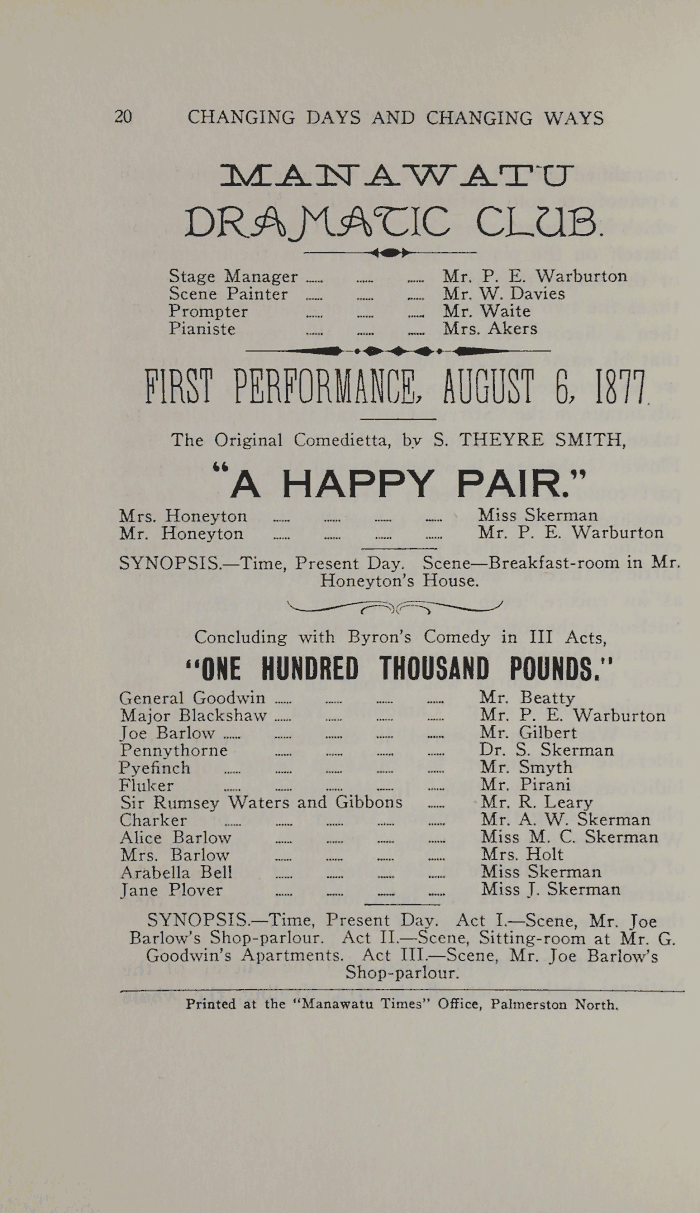 20 CHANGING DAYS AND CHANGING WAYS
MANAWATU
DRAMATIC CLUB.
Stage Manager ...... ...... ...... Mr. P. E. Warburton
Scene Painter ...... ...... ...... Mr. W. Davies
Prompter ...... ...... ...... Mr. Waite
Pianiste ...... ...... ...... Mrs. Akers
FIRST PERFORMANCE, AUGUST 6, 1877.
The Original Comedietta, by S. THEYRE SMITH,
"A HAPPY PAIR."
Mrs. Honeyton ...... ...... ...... ...... Miss Skerman
Mr. Honeyton ...... ...... ...... ...... Mr. P. E. Warburton
SYNOPSIS.—Time, Present Day. Scene—Breakfast-room in Mr.
Honeyton's House.
Concluding with Byron's Comedy in III Acts,
"ONE HUNDRED THOUSAND POUNDS."
General Goodwin ...... ...... ...... ...... Mr. Beatty
Major Blackshaw ...... ...... ...... ...... Mr. P. E. Warburton
Joe Barlow ...... ...... ...... ...... ...... Mr. Gilbert
Pennythorne ...... ...... ...... ...... Dr. S. Skerman
Pyefinch ...... ...... ...... ...... ...... Mr. Smyth
Fluker ...... ...... ...... ...... ...... Mr. Pirani
Sir Rumsey Waters and Gibbons ...... Mr. R. Leary
Charker ...... ...... ...... ...... ...... Mr. A. W. Skerman
Alice Barlow ...... ...... ...... ...... Miss M. C. Skerman
Mrs. Barlow ...... ...... ...... ...... Mrs. Holt
Arabella Bell ...... ...... ...... ...... Miss Skerman
Jane Plover ...... ...... ...... ...... Miss J. Skerman
SYNOPSIS.—Time, Present Day. Act I.—Scene, Mr. Joe
Barlow's Shop-parlour. Act II.—Scene, Sitting-room at Mr. G.
Goodwin's Apartments. Act III.—Scene, Mr. Joe Barlow's
Shop-parlour.
Printed at the "Manawatu Times" Office, Palmerston North.